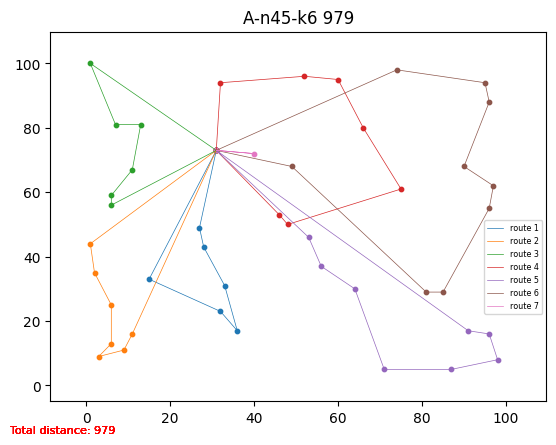 A-n45-k6 979
100
80
60
40
20
0
route 1
route 2
route 3
route 4
route 5
route 6
route 7
0 20 40 60 80 100
Total distance: 979